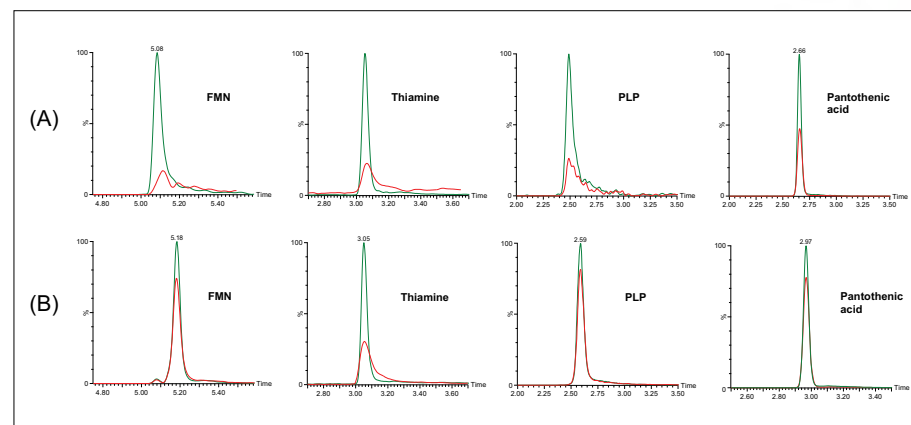 (A)
5.08
100
FMN
%
0
Time
4.80 5.00 5.20 5.40
100
Thiamine
%
0
Time
2.80 3.00 3.20 3.40 3.60
100
PLP
%
0
Time
2.00 2.25 2.50 2.75 3.00 3.25 3.50
2.66
100
Pantothenic
acid
%
0
Time
2.00 2.25 2.50 2.75 3.00 3.25 3.50
(B)
5.18
100
FMN
%
0
Time
4.80 5.00 5.20 5.40
3.05
100
Thiamine
%
0
Time
2.80 3.00 3.20 3.40 3.60
2.59
100
PLP
%
0
Time
2.00 2.25 2.50 2.75 3.00 3.25 3.50
2.97
100
Pantothenic
acid
%
0
Time
2.60 2.80 3.00 3.20 3.40